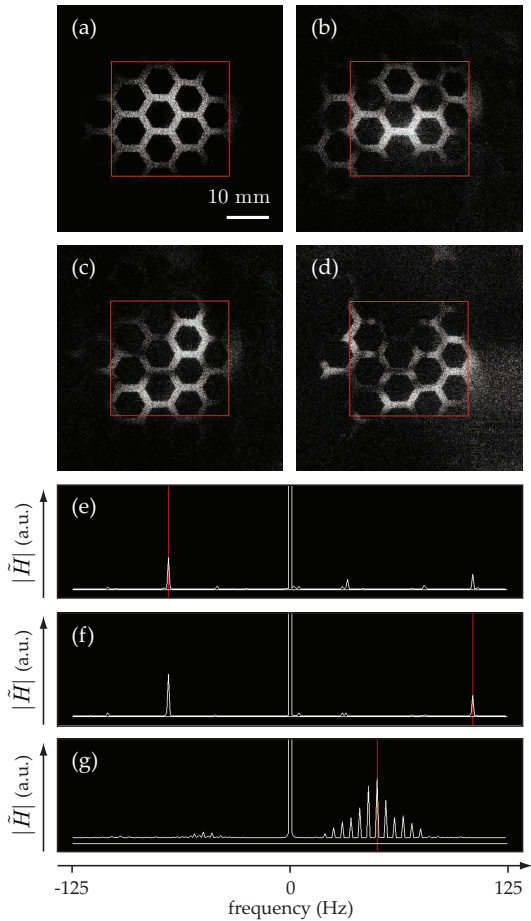 (a)
(b)
10 mm
(c)
(d)
(e)
|H̃| (a.u.)
(f)
|H̃| (a.u.)
(g)
|H̃| (a.u.)
-125 0 125
frequency (Hz)